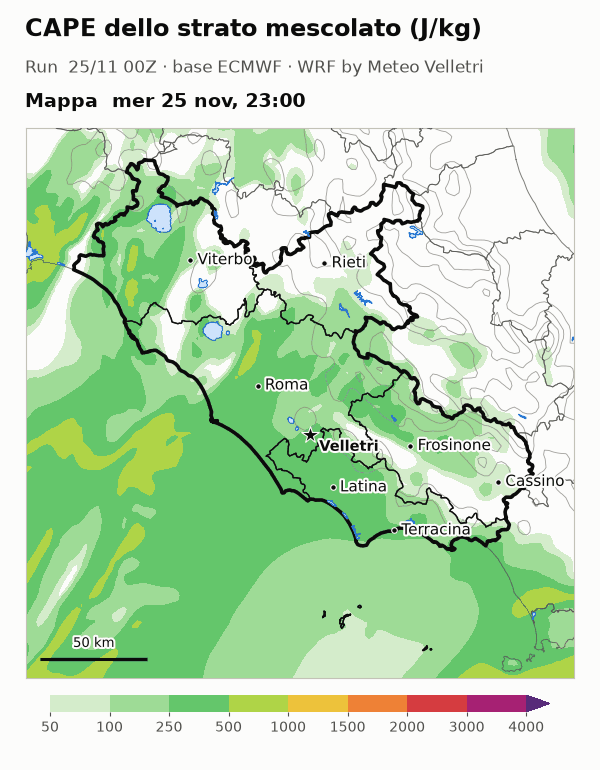 CAPE dello strato mescolato (J/kg)
Run 25/11 00Z · base ECMWF · WRF by Meteo Velletri
Mappa mer 25 nov, 23:00
Viterbo
Rieti
Roma
Velletri
Frosinone
Latina
Cassino
Terracina
50 km
50 100 250 500 1000 1500 2000 3000 4000